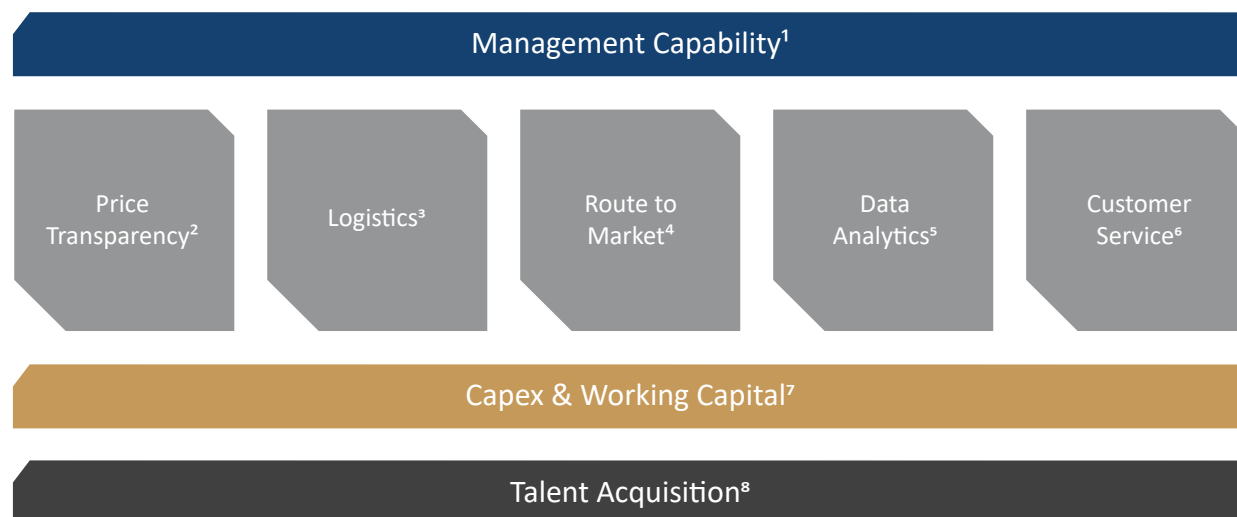 Management Capability¹
Price
Transparency²
Logistics³
Route to
Market⁴
Data
Analytics⁵
Customer
Service⁶
Capex & Working Capital⁷
Talent Acquisition⁸